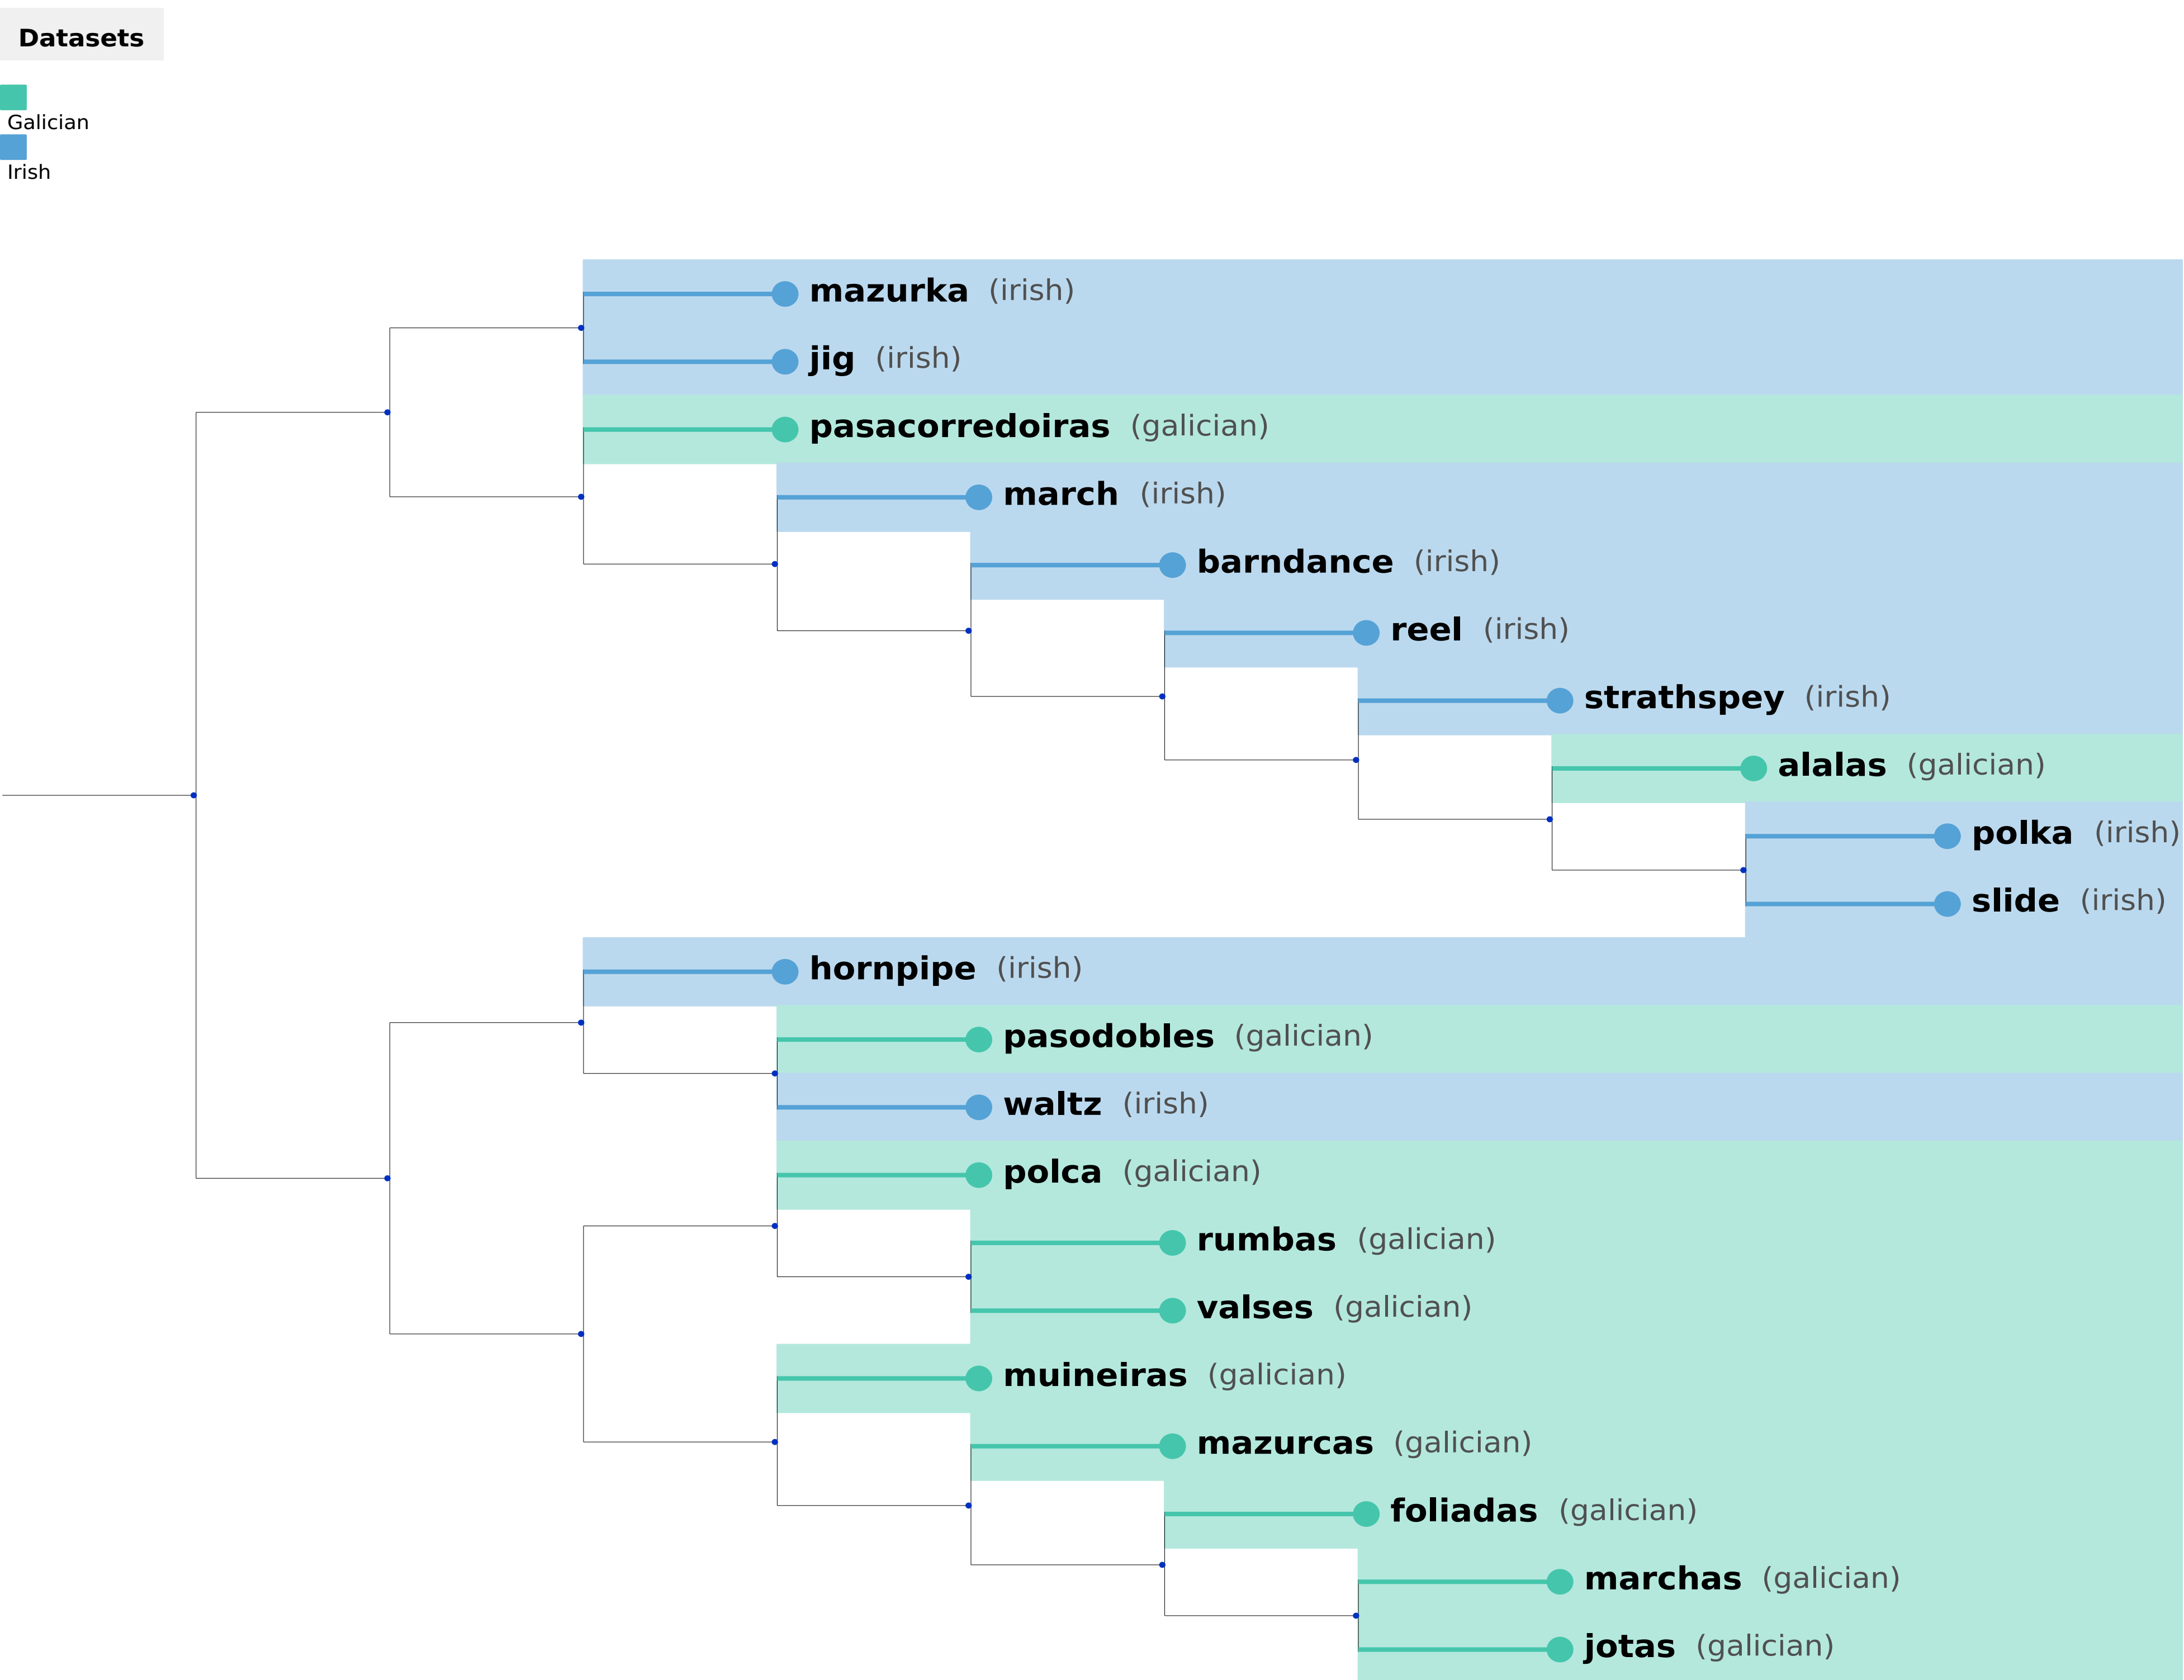 Datasets
Galician
Irish
mazurka (irish)
jig (irish)
pasacorredoiras (galician)
march (irish)
barndance (irish)
reel (irish)
strathspey (irish)
alalas (galician)
polka (irish)
slide (irish)
hornpipe (irish)
pasodobles (galician)
waltz (irish)
polca (galician)
rumbas (galician)
valses (galician)
muineiras (galician)
mazurcas (galician)
foliadas (galician)
marchas (galician)
jotas (galician)